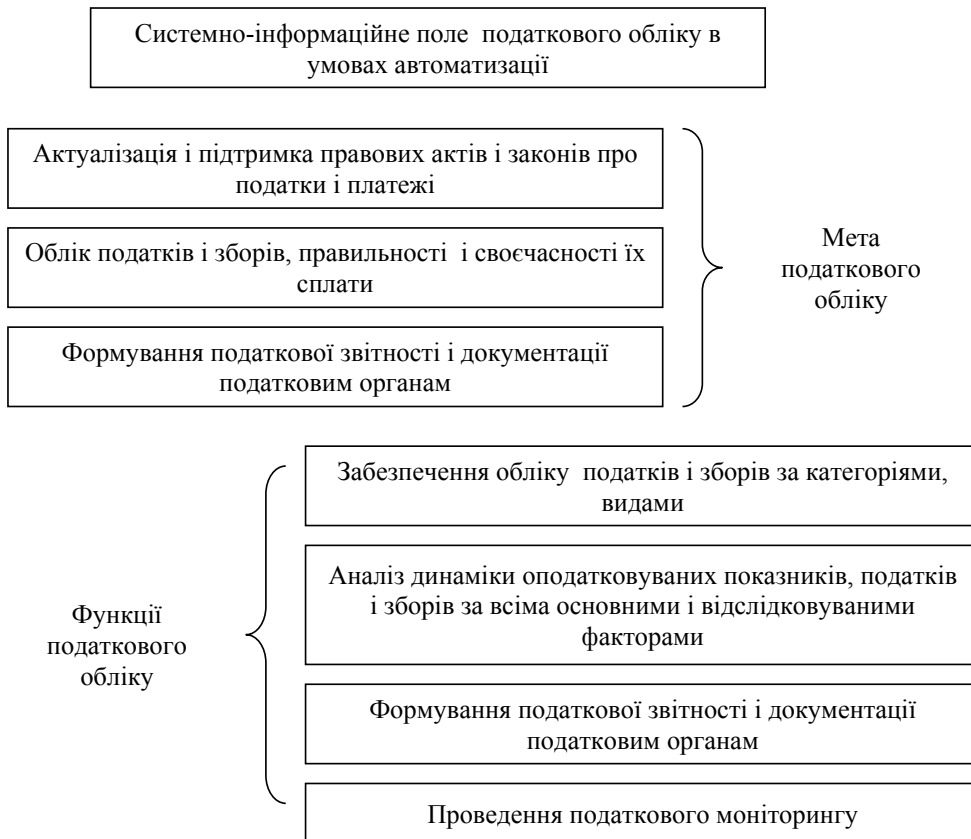 Системно-інформаційне поле податкового обліку в
умовах автоматизації
Актуалізація і підтримка правових актів і законів про
податки і платежі
Облік податків і зборів, правильності і своєчасності їх
сплати
Формування податкової звітності і документації
податковим органам
Мета
податкового
обліку
Функції
податкового
обліку
Забезпечення обліку податків і зборів за категоріями,
видами
Аналіз динаміки оподатковуваних показників, податків
і зборів за всіма основними і відслідковуваними
факторами
Формування податкової звітності і документації
податковим органам
Проведення податкового моніторингу